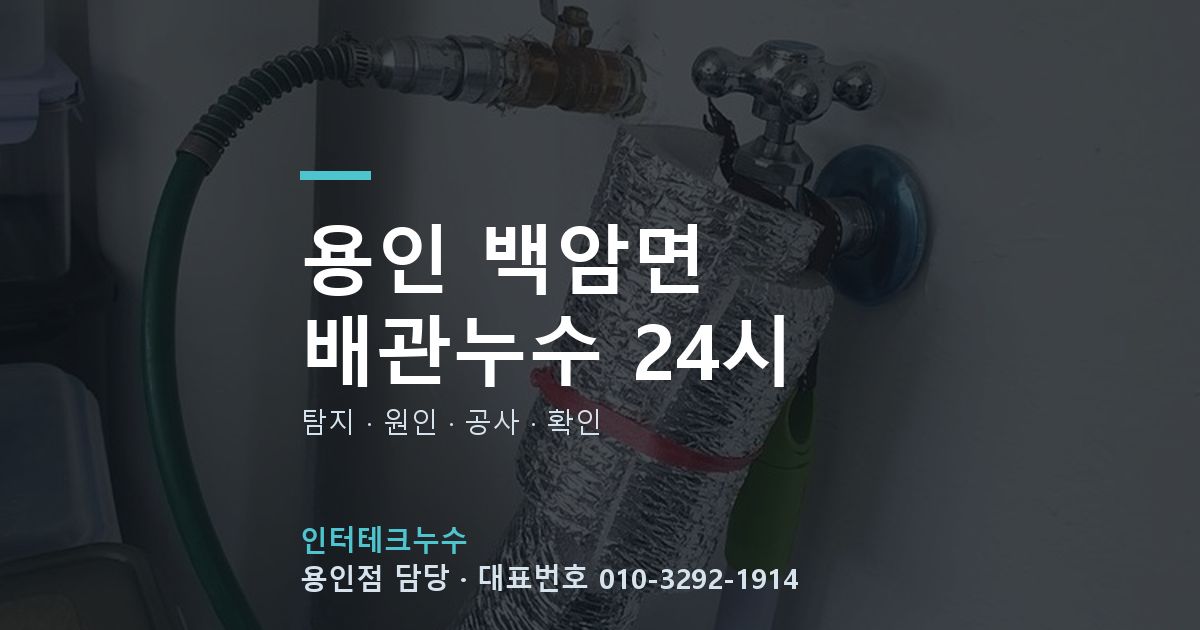 용인 백암면
배관누수 24시
탐지 · 원인 · 공사 · 확인
인터테크누수
용인점 담당 · 대표번호 010-3292-1914